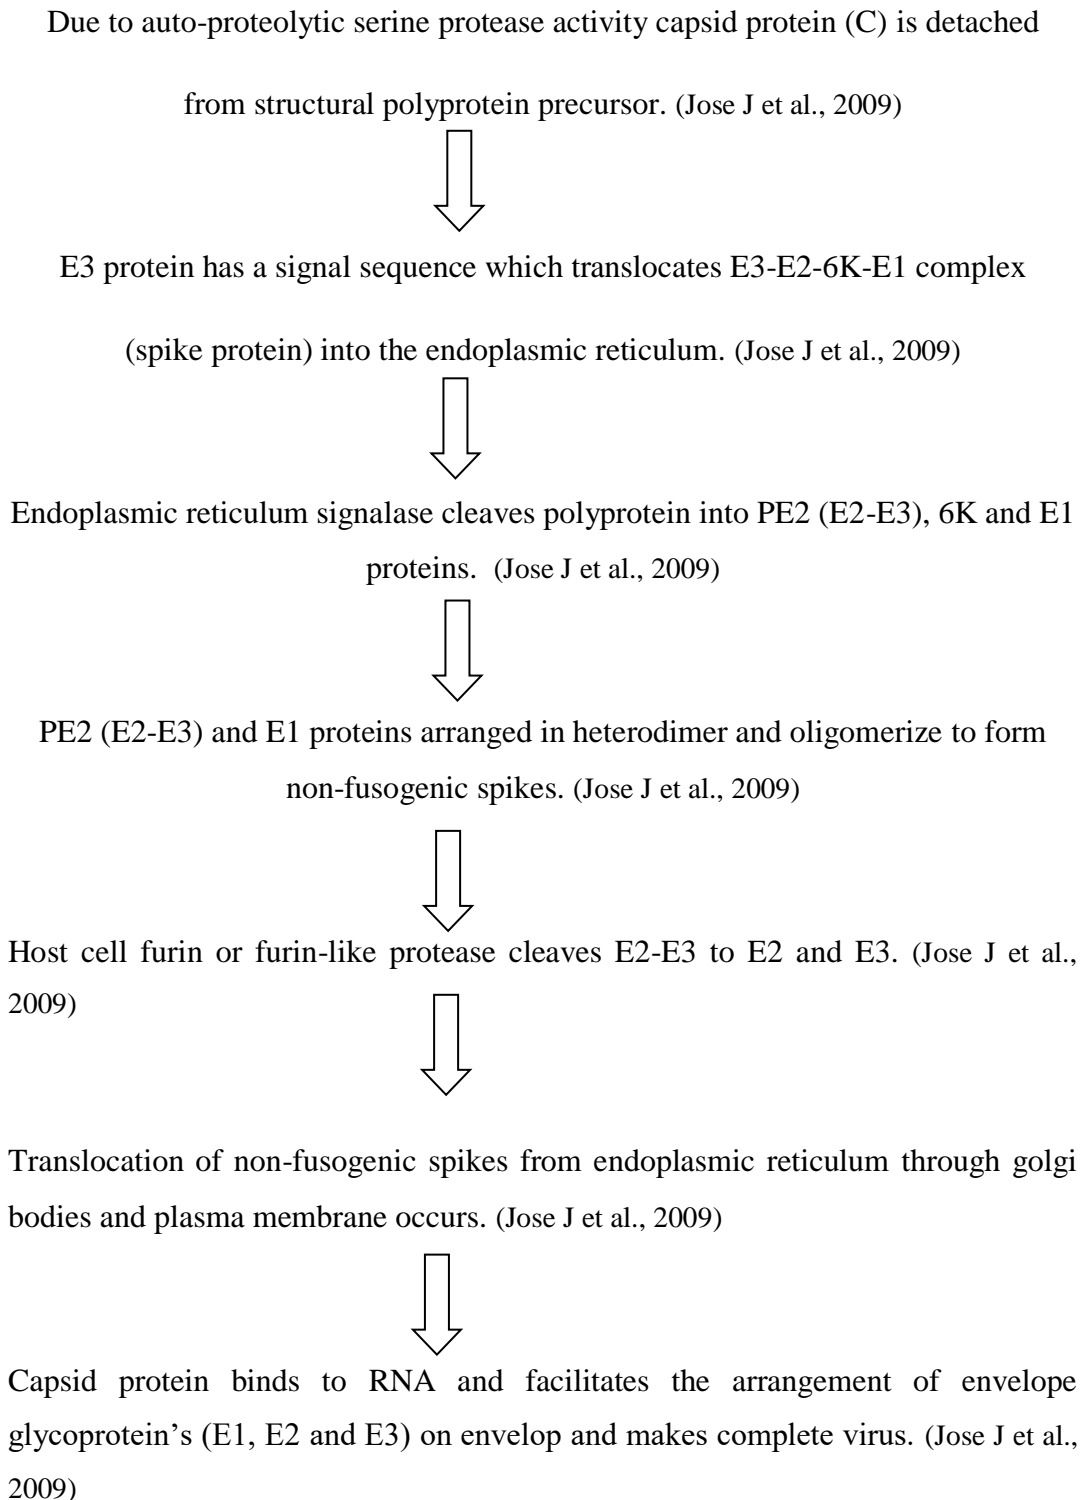 Due to auto-proteolytic serine protease activity capsid protein (C) is detached
from structural polyprotein precursor. (Jose J et al., 2009)
E3 protein has a signal sequence which translocates E3-E2-6K-E1 complex
(spike protein) into the endoplasmic reticulum. (Jose J et al., 2009)
Endoplasmic reticulum signalase cleaves polyprotein into PE2 (E2-E3), 6K and E1
proteins. (Jose J et al., 2009)
PE2 (E2-E3) and E1 proteins arranged in heterodimer and oligomerize to form
non-fusogenic spikes. (Jose J et al., 2009)
Host cell furin or furin-like protease cleaves E2-E3 to E2 and E3. (Jose J et al.,
2009)
Translocation of non-fusogenic spikes from endoplasmic reticulum through golgi
bodies and plasma membrane occurs. (Jose J et al., 2009)
Capsid protein binds to RNA and facilitates the arrangement of envelope
glycoprotein’s (E1, E2 and E3) on envelop and makes complete virus. (Jose J et al.,
2009)